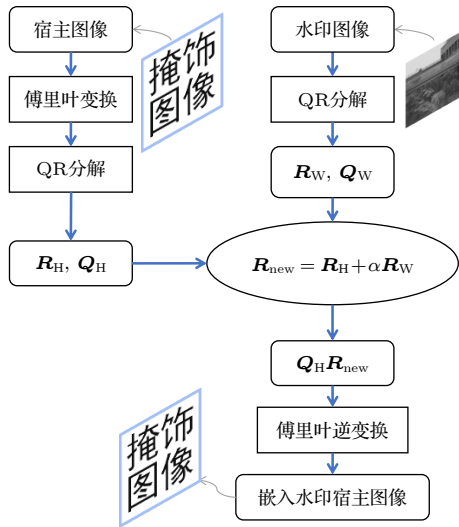 宿主图像
掩饰
图像
傅里叶变换
QR分解
R_H, Q_H
水印图像
QR分解
R_W, Q_W
R_new = R_H+αR_W
Q_H R_new
傅里叶逆变换
嵌入水印宿主图像
掩饰
图像